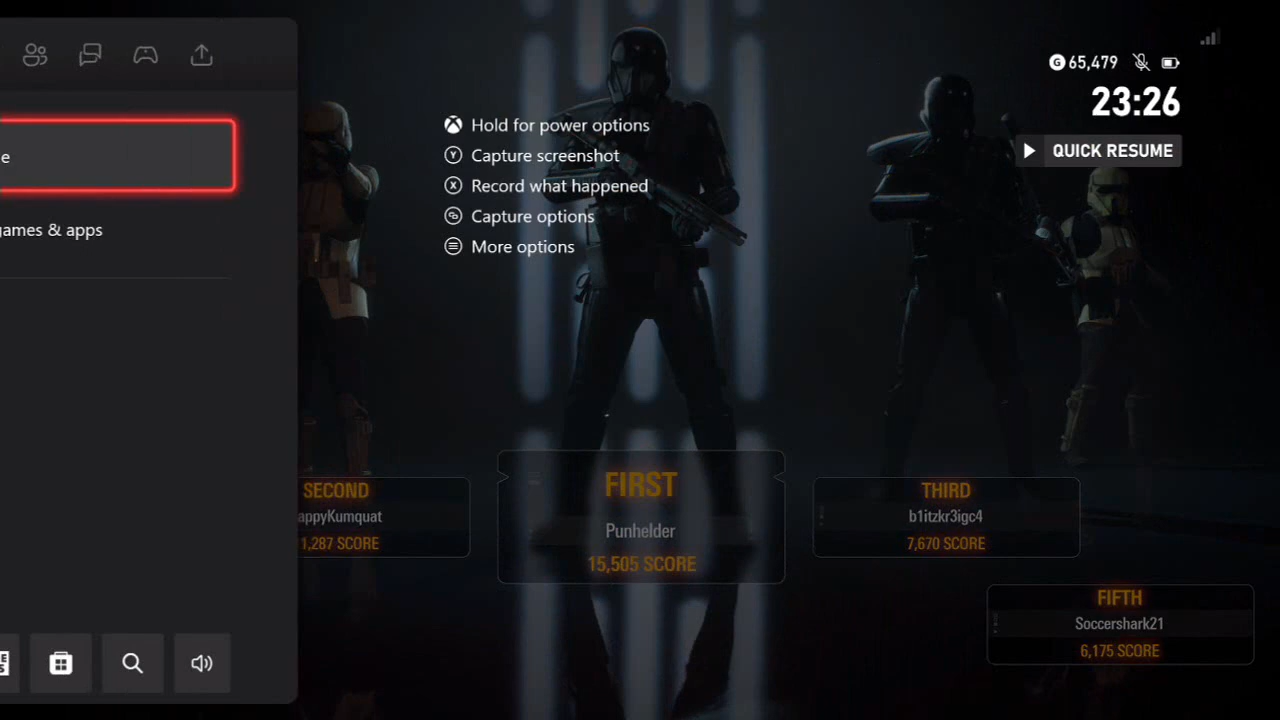 G 65,479
23:26
QUICK RESUME
Hold for power options
Y Capture screenshot
X Record what happened
Capture options
More options
e
games & apps
SECOND
appyKumquat
1,287 SCORE
FIRST
Punhelder
15,505 SCORE
THIRD
b1itzkr3igc4
7,670 SCORE
FIFTH
Soccershark21
6,175 SCORE